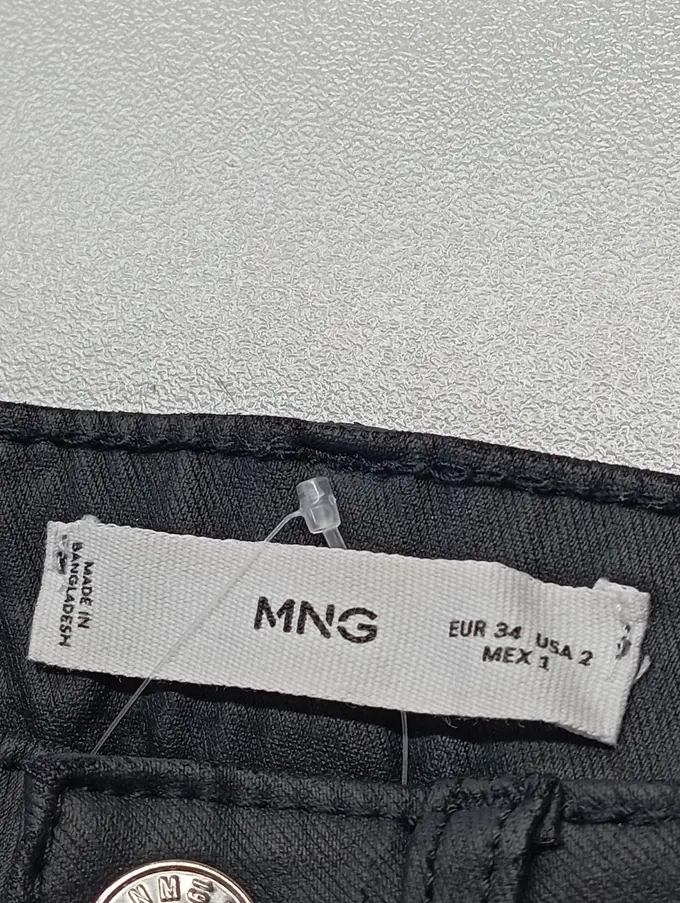 MADE IN
BANGLADESH
MNG
EUR 34 USA 2
MEX 1